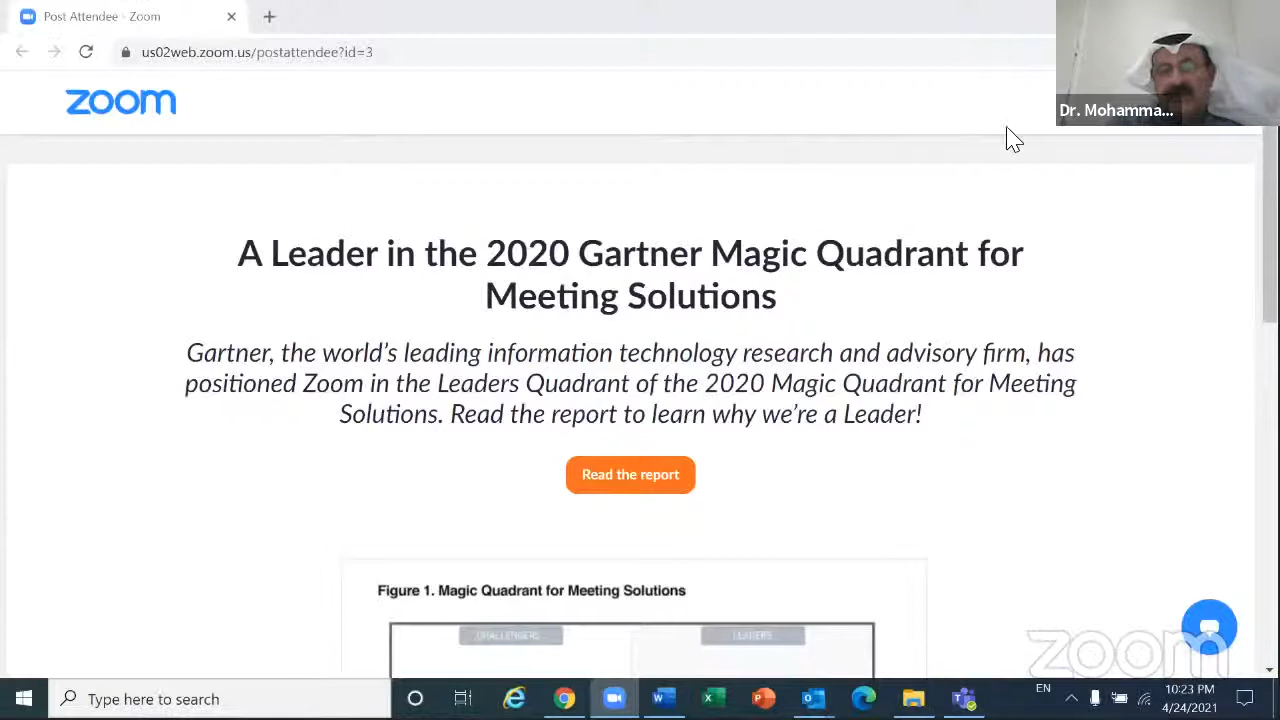 Post Attendee - Zoom
us02web.zoom.us/postattendee?id=3
zoom
Dr. Mohamma...
A Leader in the 2020 Gartner Magic Quadrant for
Meeting Solutions
Gartner, the world's leading information technology research and advisory firm, has
positioned Zoom in the Leaders Quadrant of the 2020 Magic Quadrant for Meeting
Solutions. Read the report to learn why we're a Leader!
Read the report
Figure 1. Magic Quadrant for Meeting Solutions
CHALLENGERS
LEADERS
zoom
Type here to search
EN
10:23 PM
4/24/2021